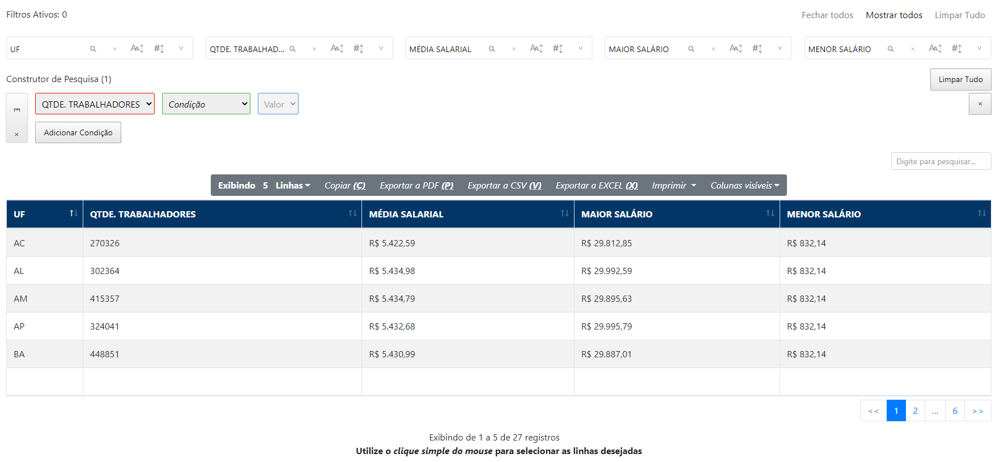 Filtros Ativos: 0
Fechar todos Mostrar todos Limpar Tudo
UF × AA #
QTDE. TRABALHAD... × AA #
MÉDIA SALARIAL × AA #
MAIOR SALÁRIO × AA #
MENOR SALÁRIO × AA #
Construtor de Pesquisa (1)
Limpar Tudo
E
QTDE. TRABALHADORES Condição Valor ×
×
Adicionar Condição
Digite para pesquisar...
Exibindo 5 Linhas Copiar (C) Exportar a PDF (P) Exportar a CSV (V) Exportar a EXCEL (X) Imprimir Colunas visíveis
UF QTDE. TRABALHADORES MÉDIA SALARIAL MAIOR SALÁRIO MENOR SALÁRIO
AC 270326 R$ 5.422,59 R$ 29.812,85 R$ 832,14
AL 302364 R$ 5.434,98 R$ 29.992,59 R$ 832,14
AM 415357 R$ 5.434,79 R$ 29.895,63 R$ 832,14
AP 324041 R$ 5.432,68 R$ 29.995,79 R$ 832,14
BA 448851 R$ 5.430,99 R$ 29.887,01 R$ 832,14
<< 1 2 ... 6 >>
Exibindo de 1 a 5 de 27 registros
Utilize o clique simple do mouse para selecionar as linhas desejadas